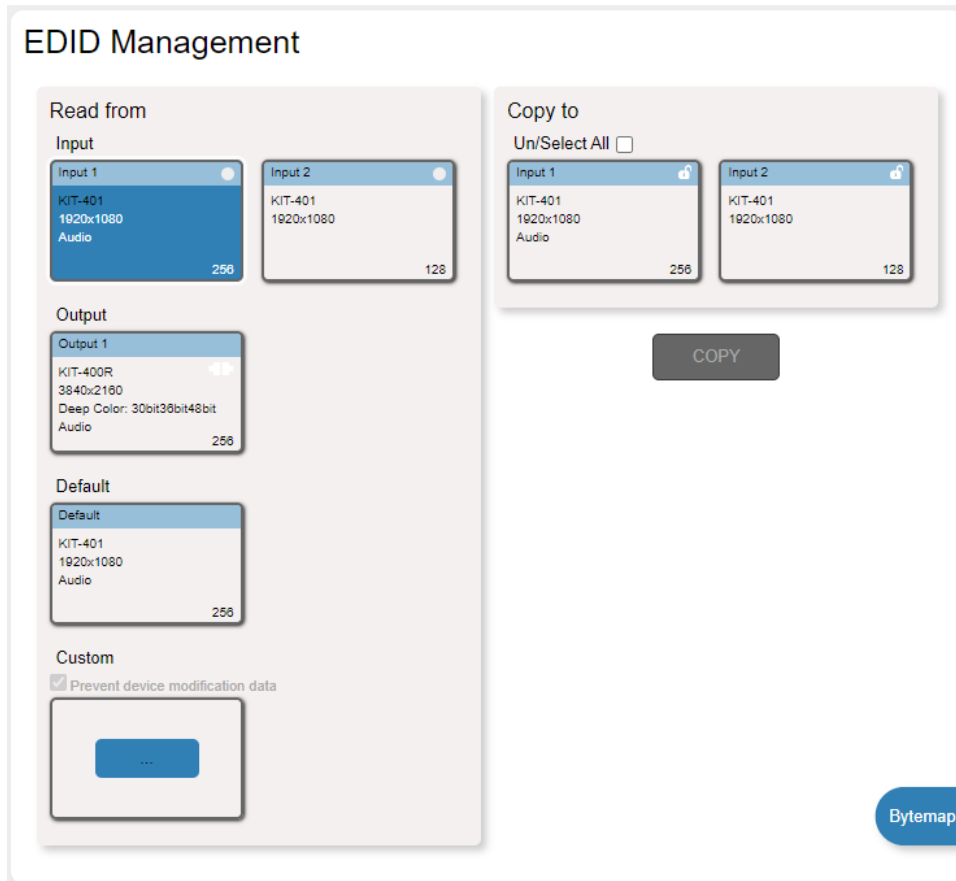 EDID Management
Read from
Input
Input 1
KIT-401
1920x1080
Audio
256
Input 2
KIT-401
1920x1080
128
Output
Output 1
KIT-400R
3840x2160
Deep Color: 30bit36bit48bit
Audio
256
Default
Default
KIT-401
1920x1080
Audio
256
Custom
Prevent device modification data
...
Copy to
Un/Select All
Input 1
KIT-401
1920x1080
Audio
256
Input 2
KIT-401
1920x1080
128
COPY
Bytemap